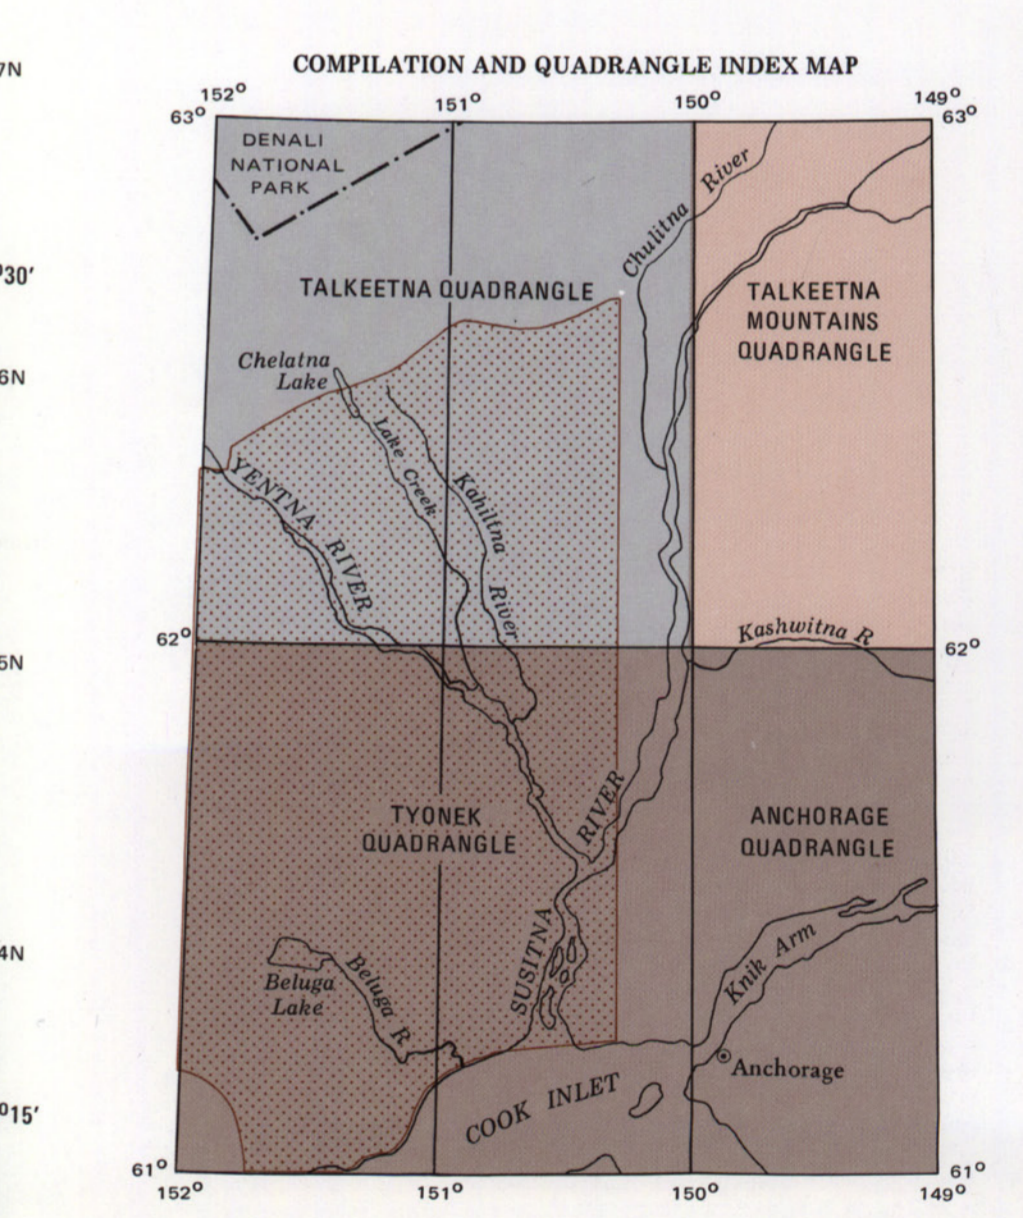 COMPILATION AND QUADRANGLE INDEX MAP
152°
151°
150°
149°
63°
63°
7N
DENALI
NATIONAL
PARK
Chulitna River
°30'
TALKEETNA QUADRANGLE
TALKEETNA
MOUNTAINS
QUADRANGLE
Chelatna
Lake
6N
Lake Creek
Kahiltna River
YENTNA RIVER
62°
Kashwitna R
62°
5N
TYONEK
QUADRANGLE
ANCHORAGE
QUADRANGLE
SUSITNA RIVER
4N
Beluga
Lake
Beluga R
Knik Arm
Anchorage
COOK INLET
°15'
61°
61°
152°
151°
150°
149°